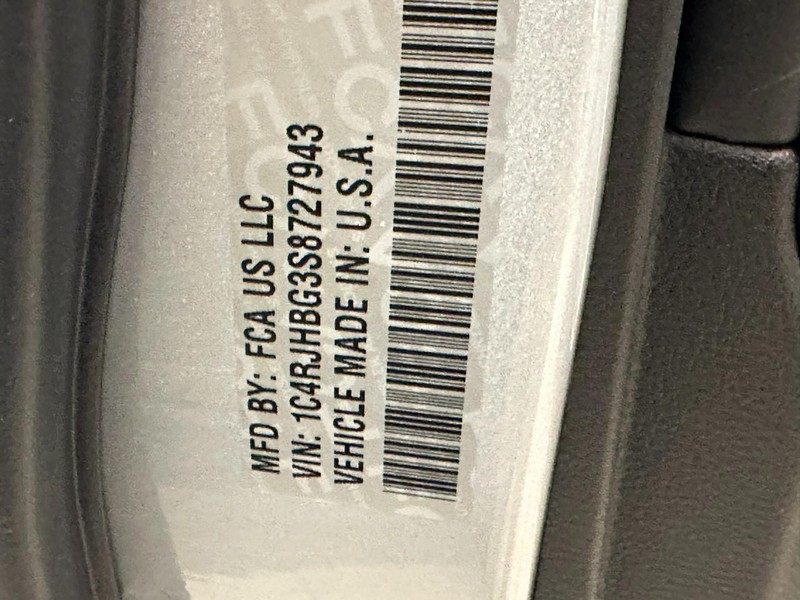 MFD BY: FCA US LLC
VIN: 1C4RJHBG3S8727943
VEHICLE MADE IN: U.S.A.